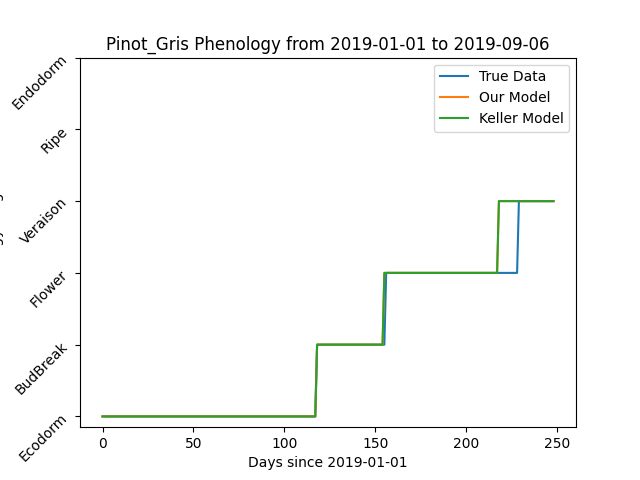 Pinot_Gris Phenology from 2019-01-01 to 2019-09-06
True Data
Our Model
Keller Model
Endodorm
Ripe
Veraison
Flower
BudBreak
Ecodorm
0 50 100 150 200 250
Days since 2019-01-01